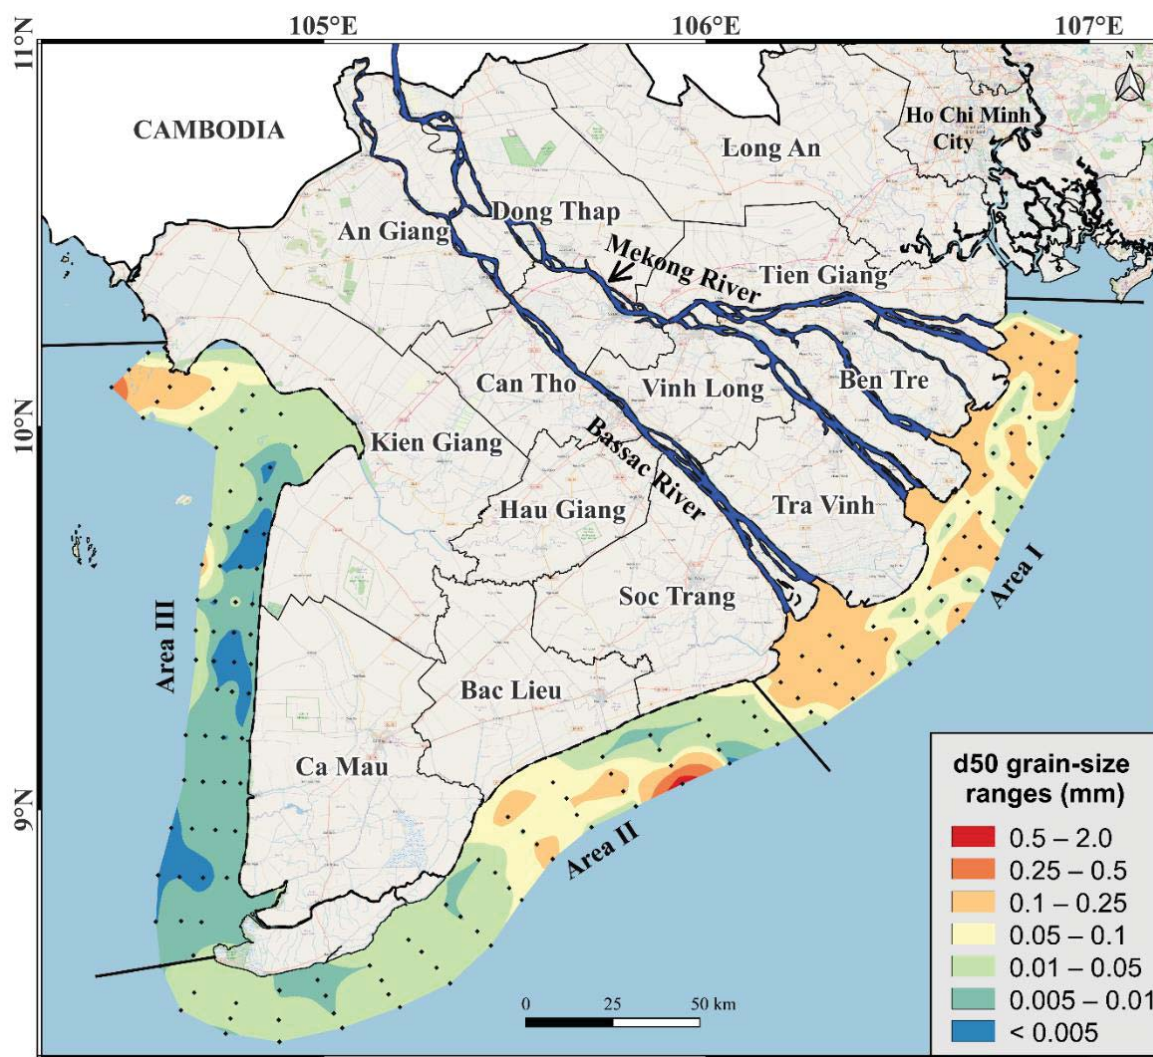 105°E
106°E
107°E
11°N
10°N
9°N
N
CAMBODIA
Ho Chi Minh
City
Long An
Dong Thap
An Giang
Mekong River
Tien Giang
Can Tho
Vinh Long
Ben Tre
Kien Giang
Bassac River
Hau Giang
Tra Vinh
Soc Trang
Area I
Area III
Bac Lieu
Ca Mau
Area II
d50 grain-size
ranges (mm)
0.5 – 2.0
0.25 – 0.5
0.1 – 0.25
0.05 – 0.1
0.01 – 0.05
0.005 – 0.01
< 0.005
0 25 50 km